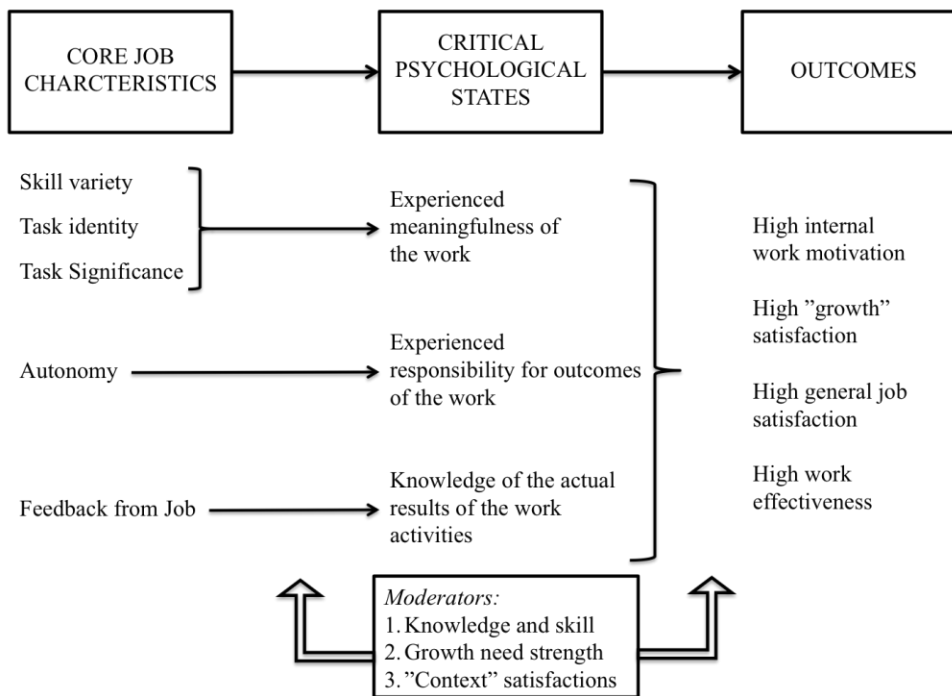 CORE JOB
CHARCTERISTICS
CRITICAL
PSYCHOLOGICAL
STATES
OUTCOMES
Skill variety
Task identity
Task Significance
Experienced
meaningfulness of
the work
Autonomy
Experienced
responsibility for outcomes
of the work
Feedback from Job
Knowledge of the actual
results of the work
activities
High internal
work motivation
High ”growth”
satisfaction
High general job
satisfaction
High work
effectiveness
Moderators:
1. Knowledge and skill
2. Growth need strength
3. ”Context” satisfactions